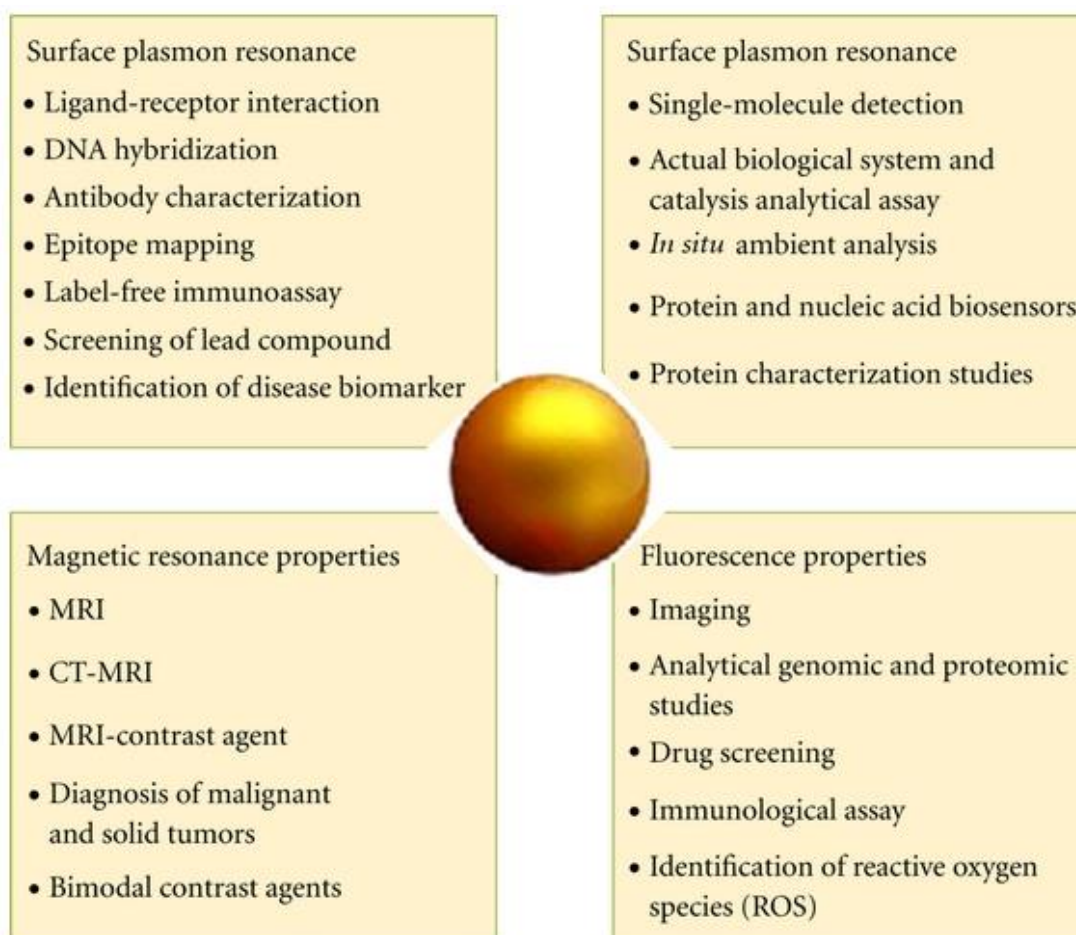 Surface plasmon resonance
• Ligand-receptor interaction
• DNA hybridization
• Antibody characterization
• Epitope mapping
• Label-free immunoassay
• Screening of lead compound
• Identification of disease biomarker
Surface plasmon resonance
• Single-molecule detection
• Actual biological system and
catalysis analytical assay
• In situ ambient analysis
• Protein and nucleic acid biosensors
• Protein characterization studies
Magnetic resonance properties
• MRI
• CT-MRI
• MRI-contrast agent
• Diagnosis of malignant
and solid tumors
• Bimodal contrast agents
Fluorescence properties
• Imaging
• Analytical genomic and proteomic
studies
• Drug screening
• Immunological assay
• Identification of reactive oxygen
species (ROS)